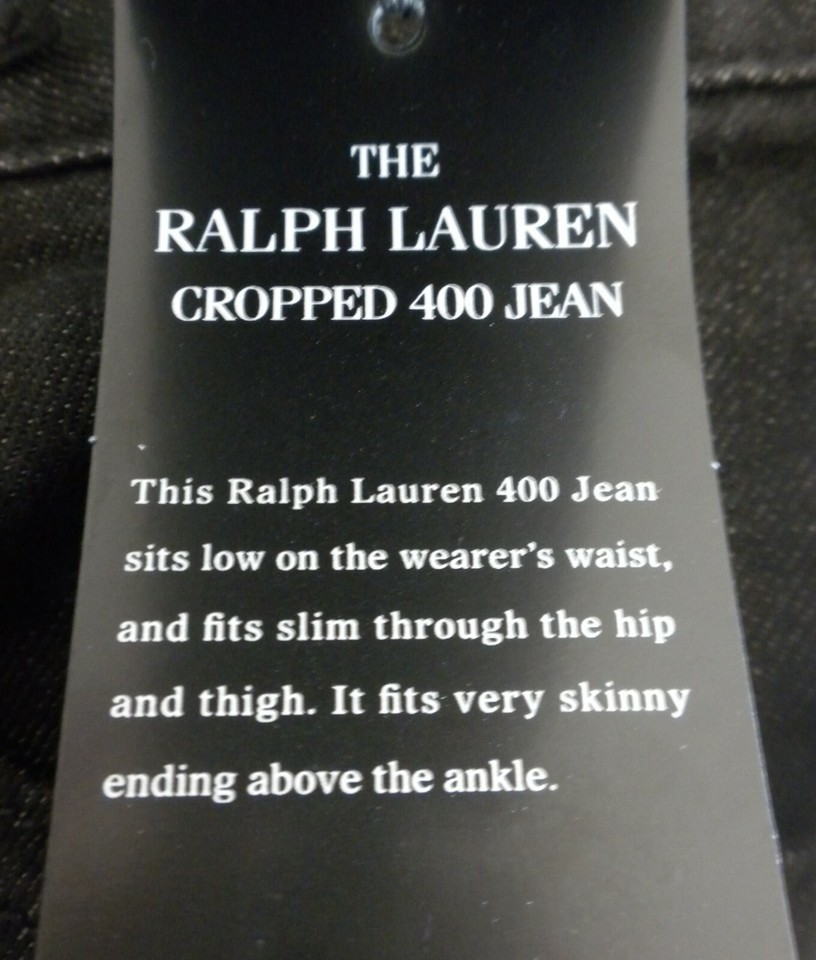 THE
RALPH LAUREN
CROPPED 400 JEAN
This Ralph Lauren 400 Jean
sits low on the wearer's waist,
and fits slim through the hip
and thigh. It fits very skinny
ending above the ankle.